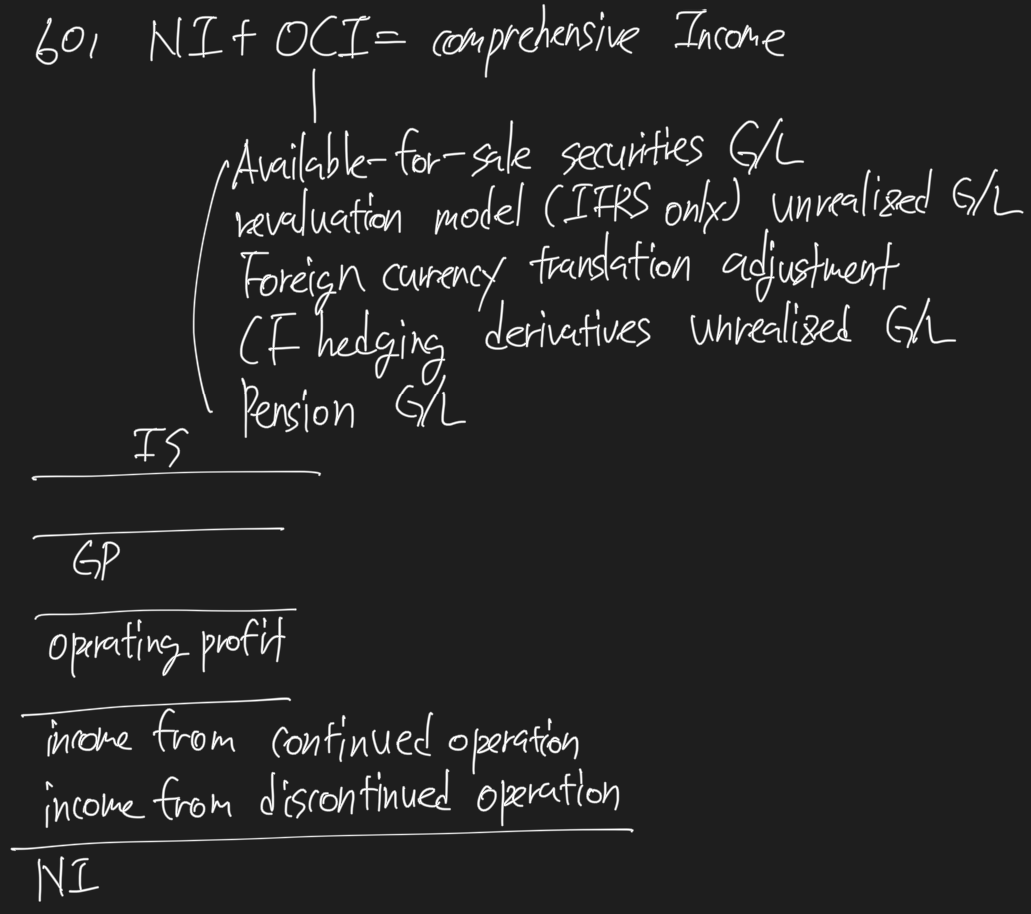 601 NI + OCI = comprehensive Income
Available-for-sale securities G/L
revaluation model (IFRS only) unrealized G/L
Foreign currency translation adjustment
CF hedging derivatives unrealized G/L
Pension G/L
IS
GP
operating profit
income from continued operation
income from discontinued operation
NI